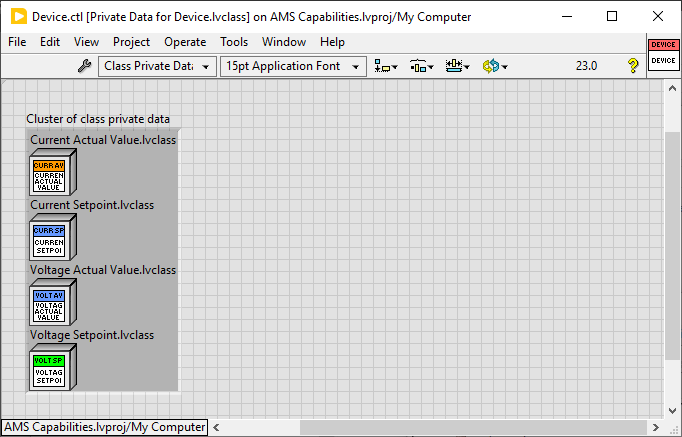 Device.ctl [Private Data for Device.lvclass] on AMS Capabilities.lvproj/My Computer
File Edit View Project Operate Tools Window Help
Class Private Data 15pt Application Font 23.0 ?
DEVICE
DEVICE
Cluster of class private data
Current Actual Value.lvclass
CURR AV
CURREN
ACTUAL
VALUE
Current Setpoint.lvclass
CURR SP
CURREN
SETPOI
Voltage Actual Value.lvclass
VOLT AV
VOLTAG
ACTUAL
VALUE
Voltage Setpoint.lvclass
VOLT SP
VOLTAG
SETPOI
AMS Capabilities.lvproj/My Computer